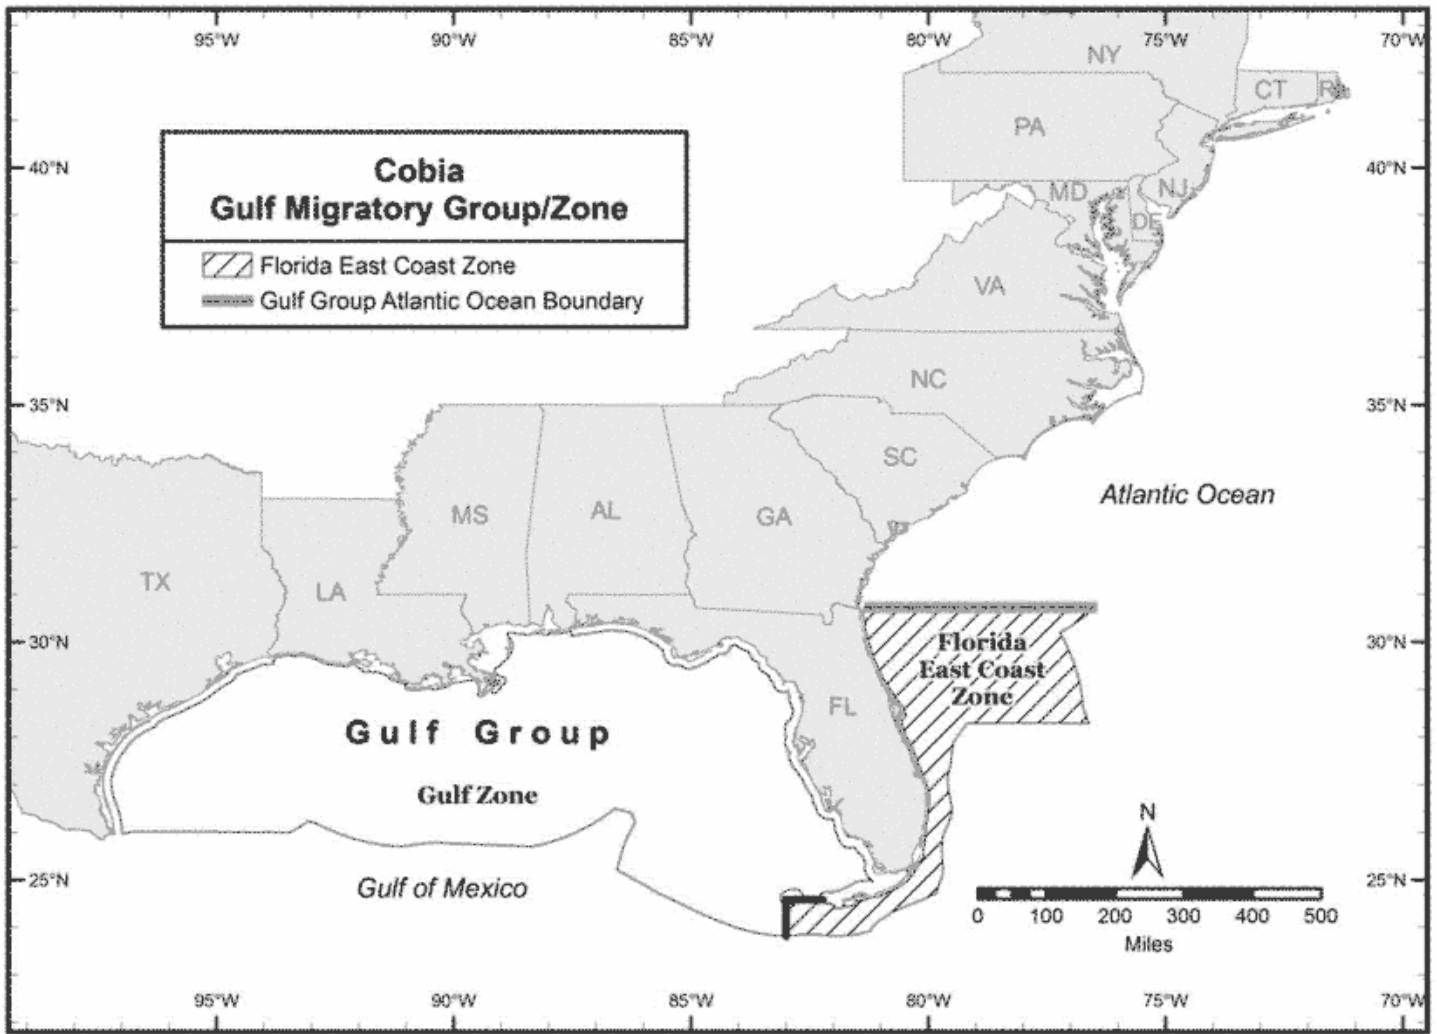 95°W 90°W 85°W 80°W 75°W 70°W
NY
CT RI
PA
40°N 40°N
Cobia
Gulf Migratory Group/Zone
Florida East Coast Zone
Gulf Group Atlantic Ocean Boundary
MD NJ
DE
VA
NC
35°N 35°N
SC
Atlantic Ocean
MS AL GA
TX LA
30°N 30°N
Florida
East Coast
Zone
FL
Gulf Group
Gulf Zone
N
25°N 25°N
Gulf of Mexico
0 100 200 300 400 500
Miles
95°W 90°W 85°W 80°W 75°W 70°W